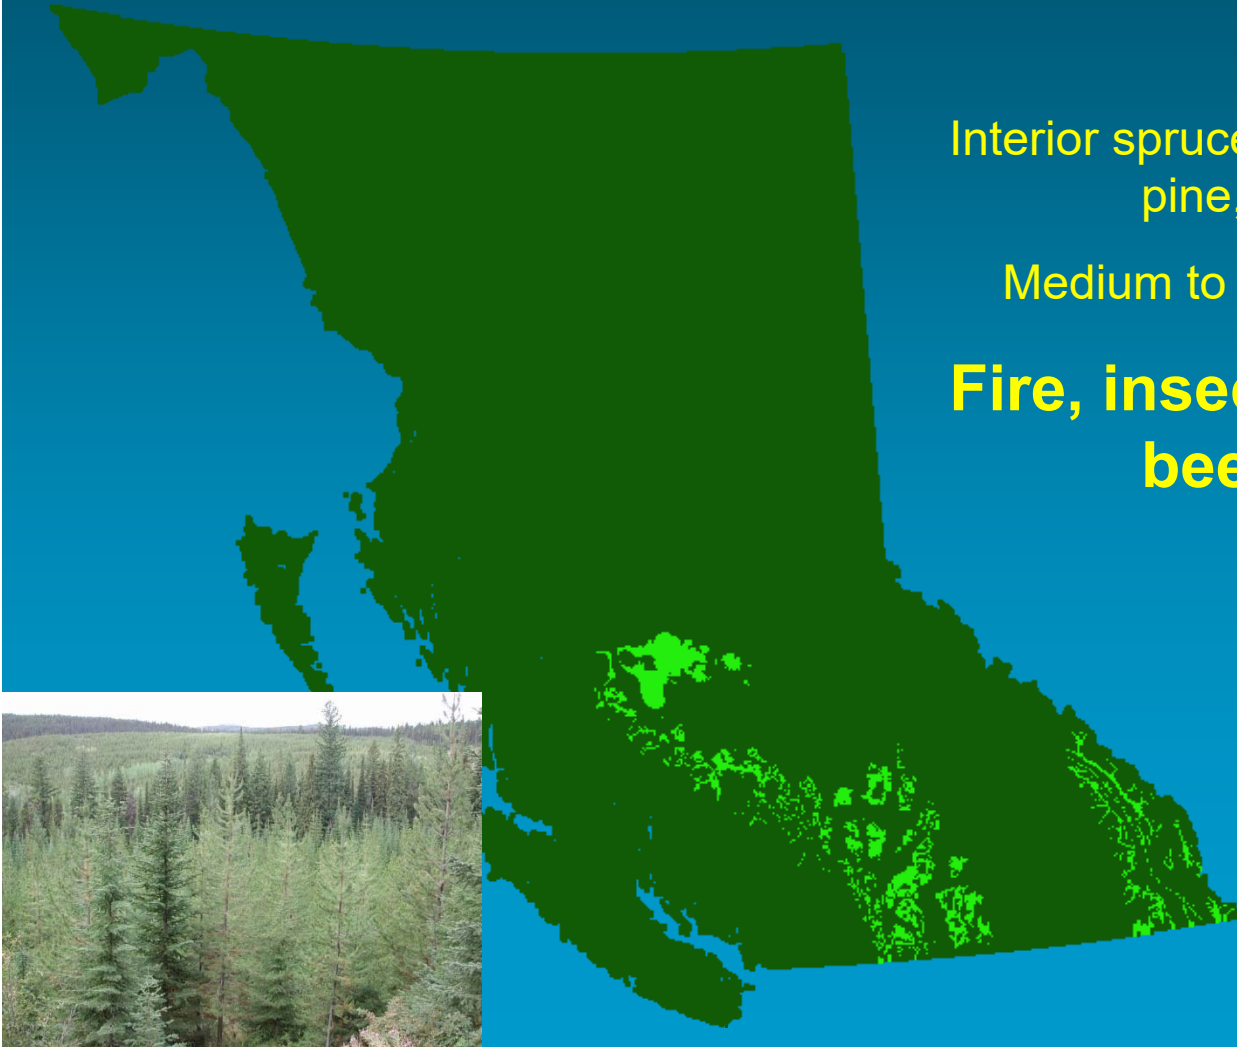 Interior spruce
pine,
Medium to
Fire, insec
bee